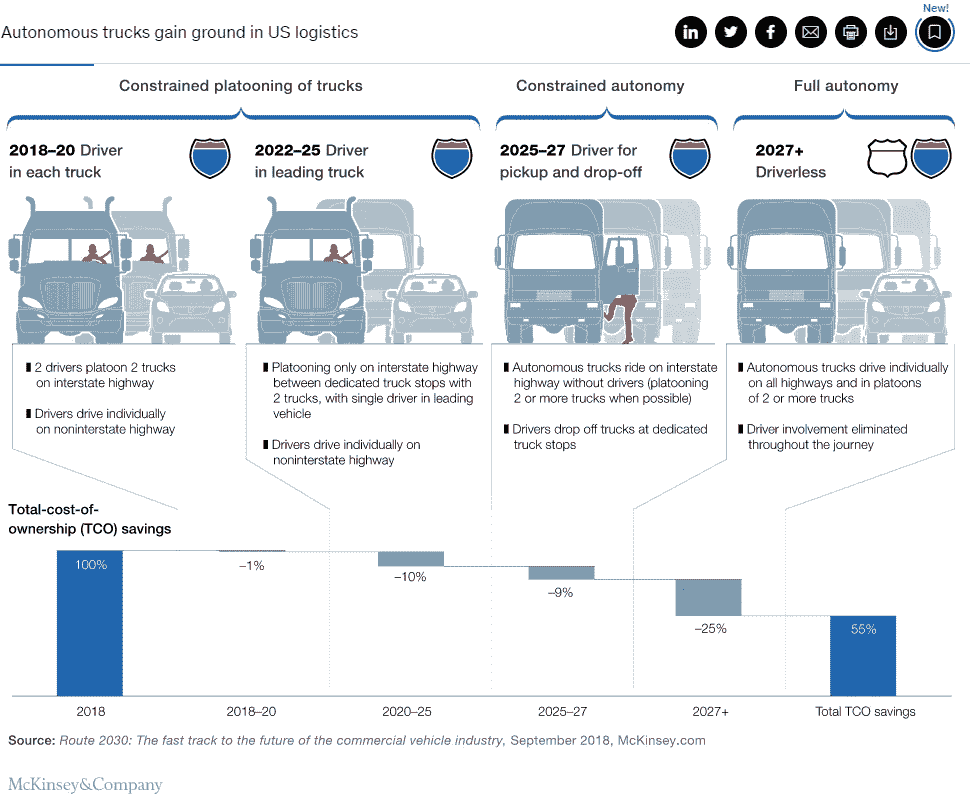 New!
Autonomous trucks gain ground in US logistics
in
f
Constrained platooning of trucks
Constrained autonomy
Full autonomy
2018–20 Driver
in each truck
2022–25 Driver
in leading truck
2025–27 Driver for
pickup and drop-off
2027+
Driverless
2 drivers platoon 2 trucks
on interstate highway
Drivers drive individually
on noninterstate highway
Platooning only on interstate highway
between dedicated truck stops with
2 trucks, with single driver in leading
vehicle
Drivers drive individually on
noninterstate highway
Autonomous trucks ride on interstate
highway without drivers (platooning
2 or more trucks when possible)
Drivers drop off trucks at dedicated
truck stops
Autonomous trucks drive individually
on all highways and in platoons
of 2 or more trucks
Driver involvement eliminated
throughout the journey
Total-cost-of-
ownership (TCO) savings
100%
–1%
–10%
–9%
–25%
55%
2018
2018–20
2020–25
2025–27
2027+
Total TCO savings
Source: Route 2030: The fast track to the future of the commercial vehicle industry, September 2018, McKinsey.com
McKinsey&Company